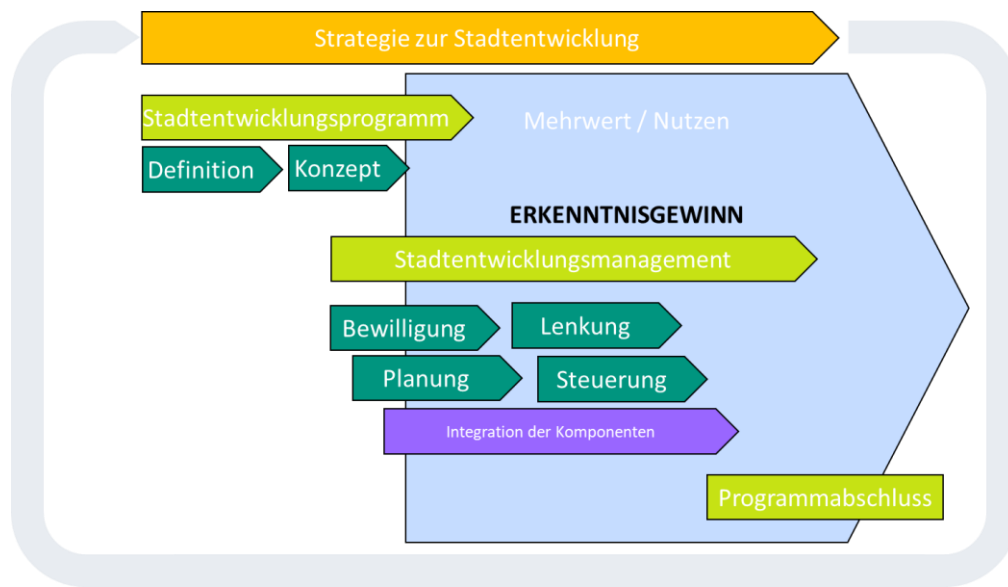 Strategie zur Stadtentwicklung
Stadtentwicklungsprogramm
Mehrwert / Nutzen
Definition
Konzept
ERKENNTNISGEWINN
Stadtentwicklungsmanagement
Bewilligung
Lenkung
Planung
Steuerung
Integration der Komponenten
Programmabschluss